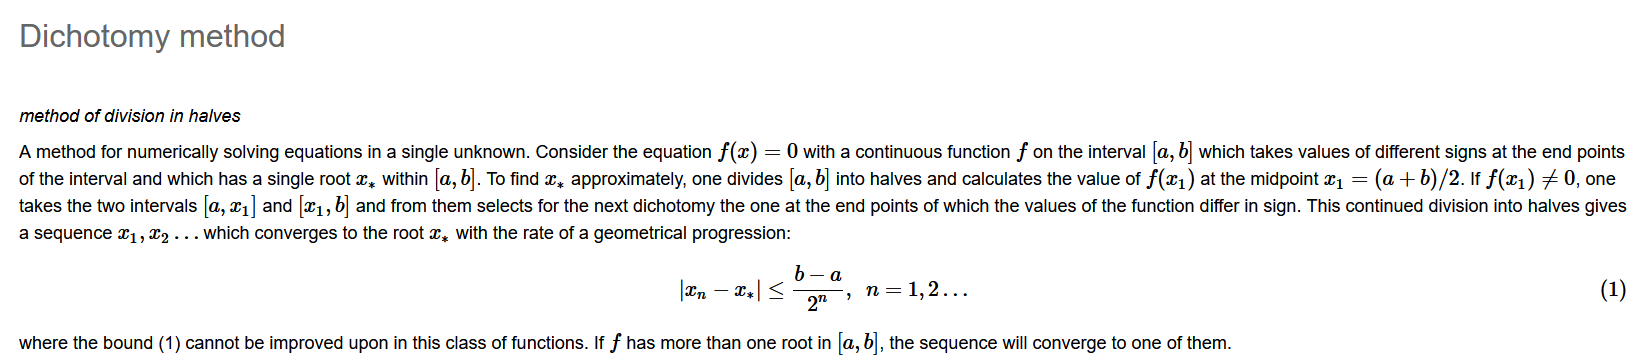 Dichotomy method
method of division in halves
A method for numerically solving equations in a single unknown. Consider the equation f(x) = 0 with a continuous function f on the interval [a, b] which takes values of different signs at the end points
of the interval and which has a single root x_* within [a, b]. To find x_* approximately, one divides [a, b] into halves and calculates the value of f(x_1) at the midpoint x_1 = (a + b)/2. If f(x_1) ≠ 0, one
takes the two intervals [a, x_1] and [x_1, b] and from them selects for the next dichotomy the one at the end points of which the values of the function differ in sign. This continued division into halves gives
a sequence x_1, x_2 ... which converges to the root x_* with the rate of a geometrical progression:
|x_n − x_*| ≤ (b − a)/2^n, n = 1, 2 ... (1)
where the bound (1) cannot be improved upon in this class of functions. If f has more than one root in [a, b], the sequence will converge to one of them.